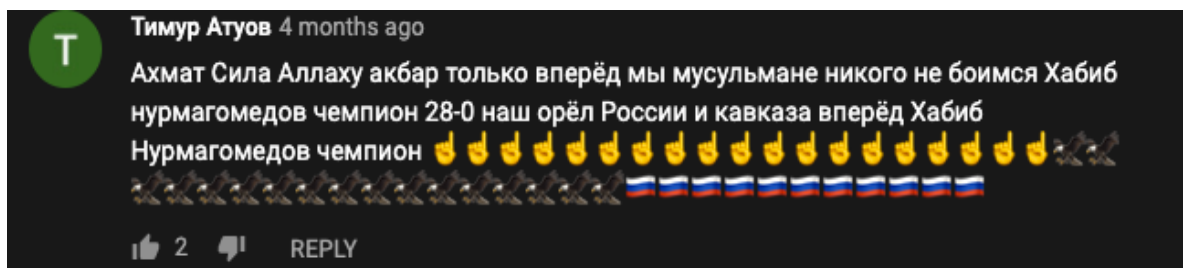 T
Тимур Атуов 4 months ago
Ахмат Сила Аллаху акбар только вперёд мы мусульмане никого не боимся Хабиб
нурмагомедов чемпион 28-0 наш орёл России и кавказа вперёд Хабиб
Нурмагомедов чемпион ☝☝☝☝☝☝☝☝☝☝☝☝☝☝☝☝☝☝☝🦅🦅
🦅🦅🦅🦅🦅🦅🦅🦅🦅🦅🦅🦅🦅🦅🦅🇷🇺🇷🇺🇷🇺🇷🇺🇷🇺🇷🇺🇷🇺🇷🇺🇷🇺🇷🇺🇷🇺
2 REPLY